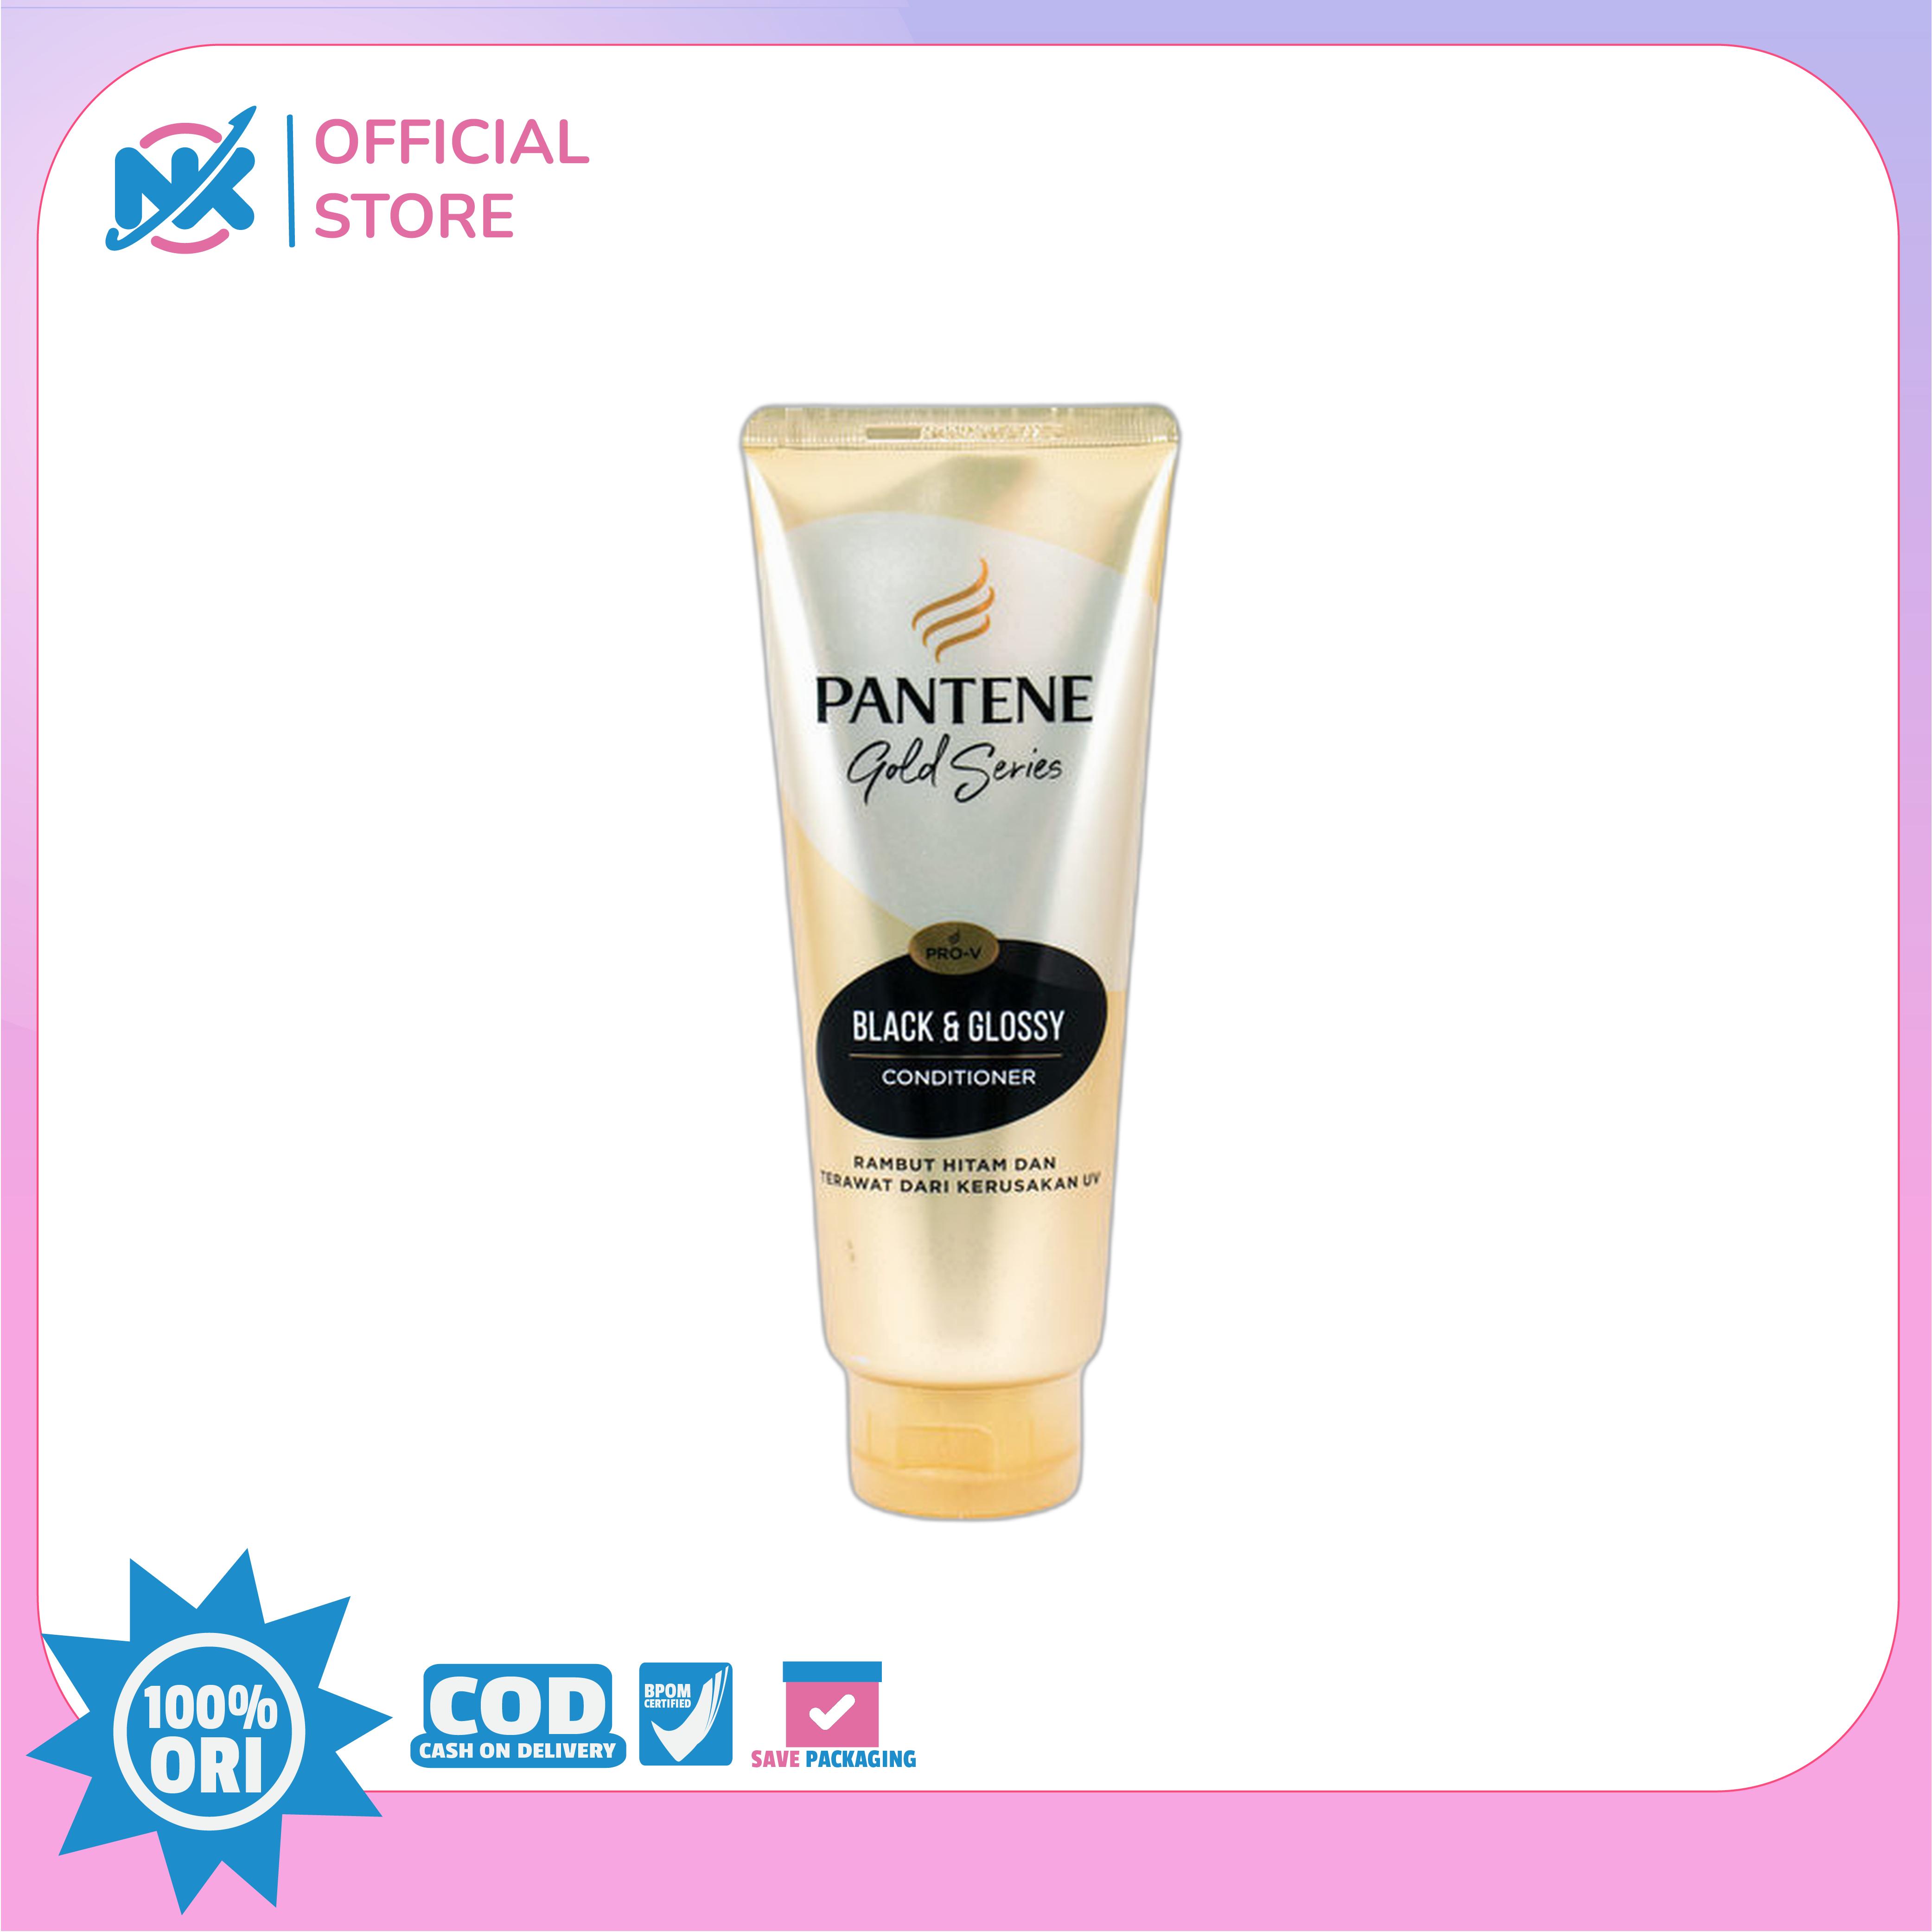 NK
OFFICIAL
STORE
PANTENE
Gold Series
PRO-V
BLACK & GLOSSY
CONDITIONER
RAMBUT HITAM DAN
TERAWAT DARI KERUSAKAN UV
100%
ORI
COD
CASH ON DELIVERY
BPOM
CERTIFIED
SAVE PACKAGING